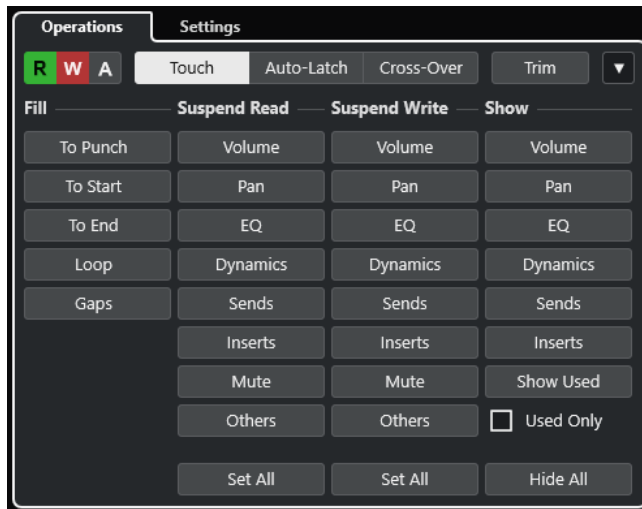 Operations Settings
R W A Touch Auto-Latch Cross-Over Trim ▼
Fill Suspend Read Suspend Write Show
To Punch Volume Volume Volume
To Start Pan Pan Pan
To End EQ EQ EQ
Loop Dynamics Dynamics Dynamics
Gaps Sends Sends Sends
Inserts Inserts Inserts
Mute Mute Show Used
Others Others Used Only
Set All Set All Hide All